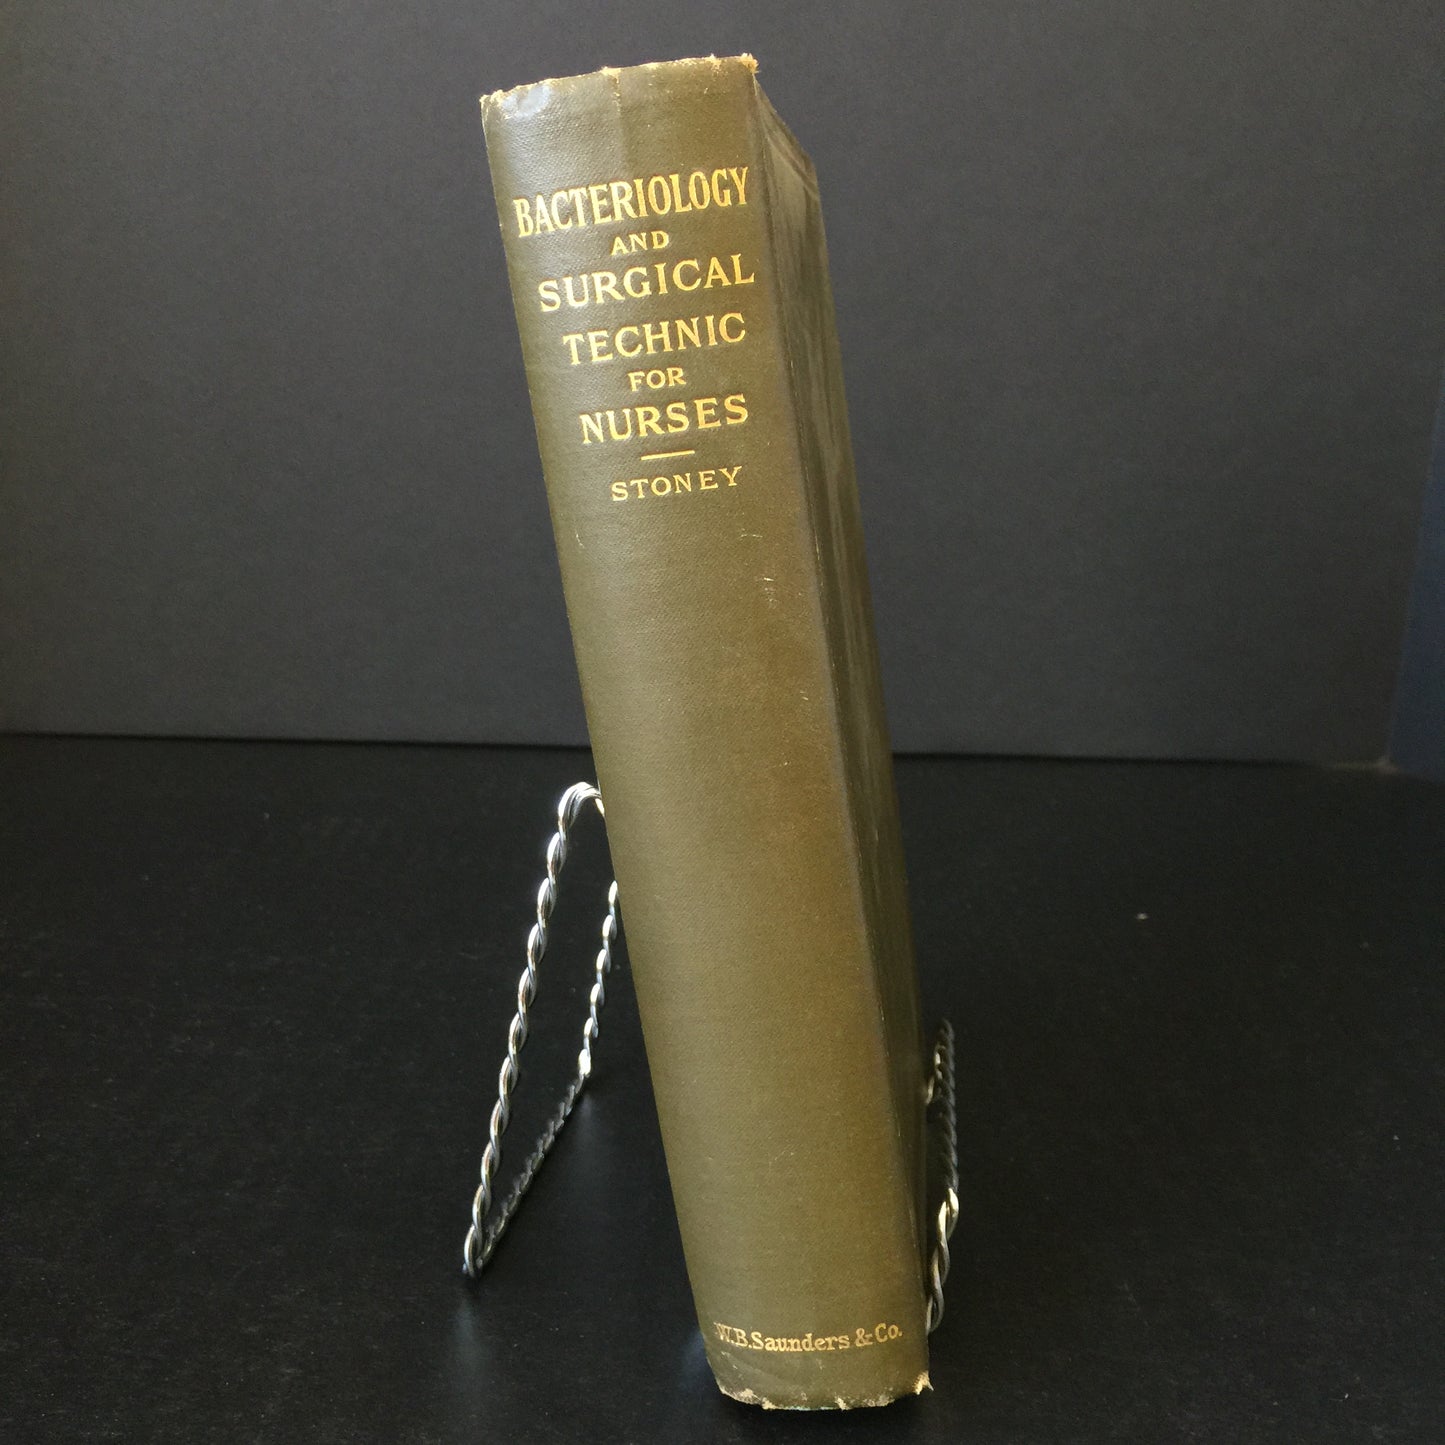 BACTERIOLOGY
AND
SURGICAL
TECHNIC
FOR
NURSES
STONEY
W.B.Saunders & Co.